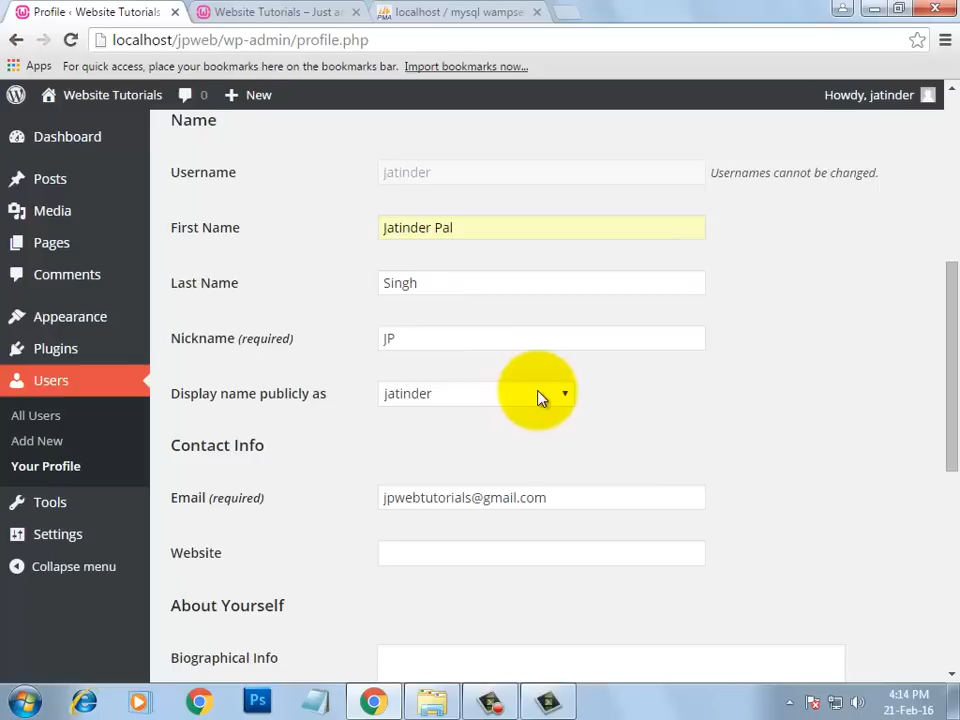 Profile ‹ Website Tutorials
Website Tutorials – Just an
localhost / mysql wampse
localhost/jpweb/wp-admin/profile.php
Apps For quick access, place your bookmarks here on the bookmarks bar. Import bookmarks now...
Website Tutorials 0 New Howdy, jatinder
Dashboard
Posts
Media
Pages
Comments
Appearance
Plugins
Users
All Users
Add New
Your Profile
Tools
Settings
Collapse menu
Name
Username jatinder Usernames cannot be changed.
First Name Jatinder Pal
Last Name Singh
Nickname (required) JP
Display name publicly as jatinder
Contact Info
Email (required) jpwebtutorials@gmail.com
Website
About Yourself
Biographical Info
Ps
4:14 PM
21-Feb-16